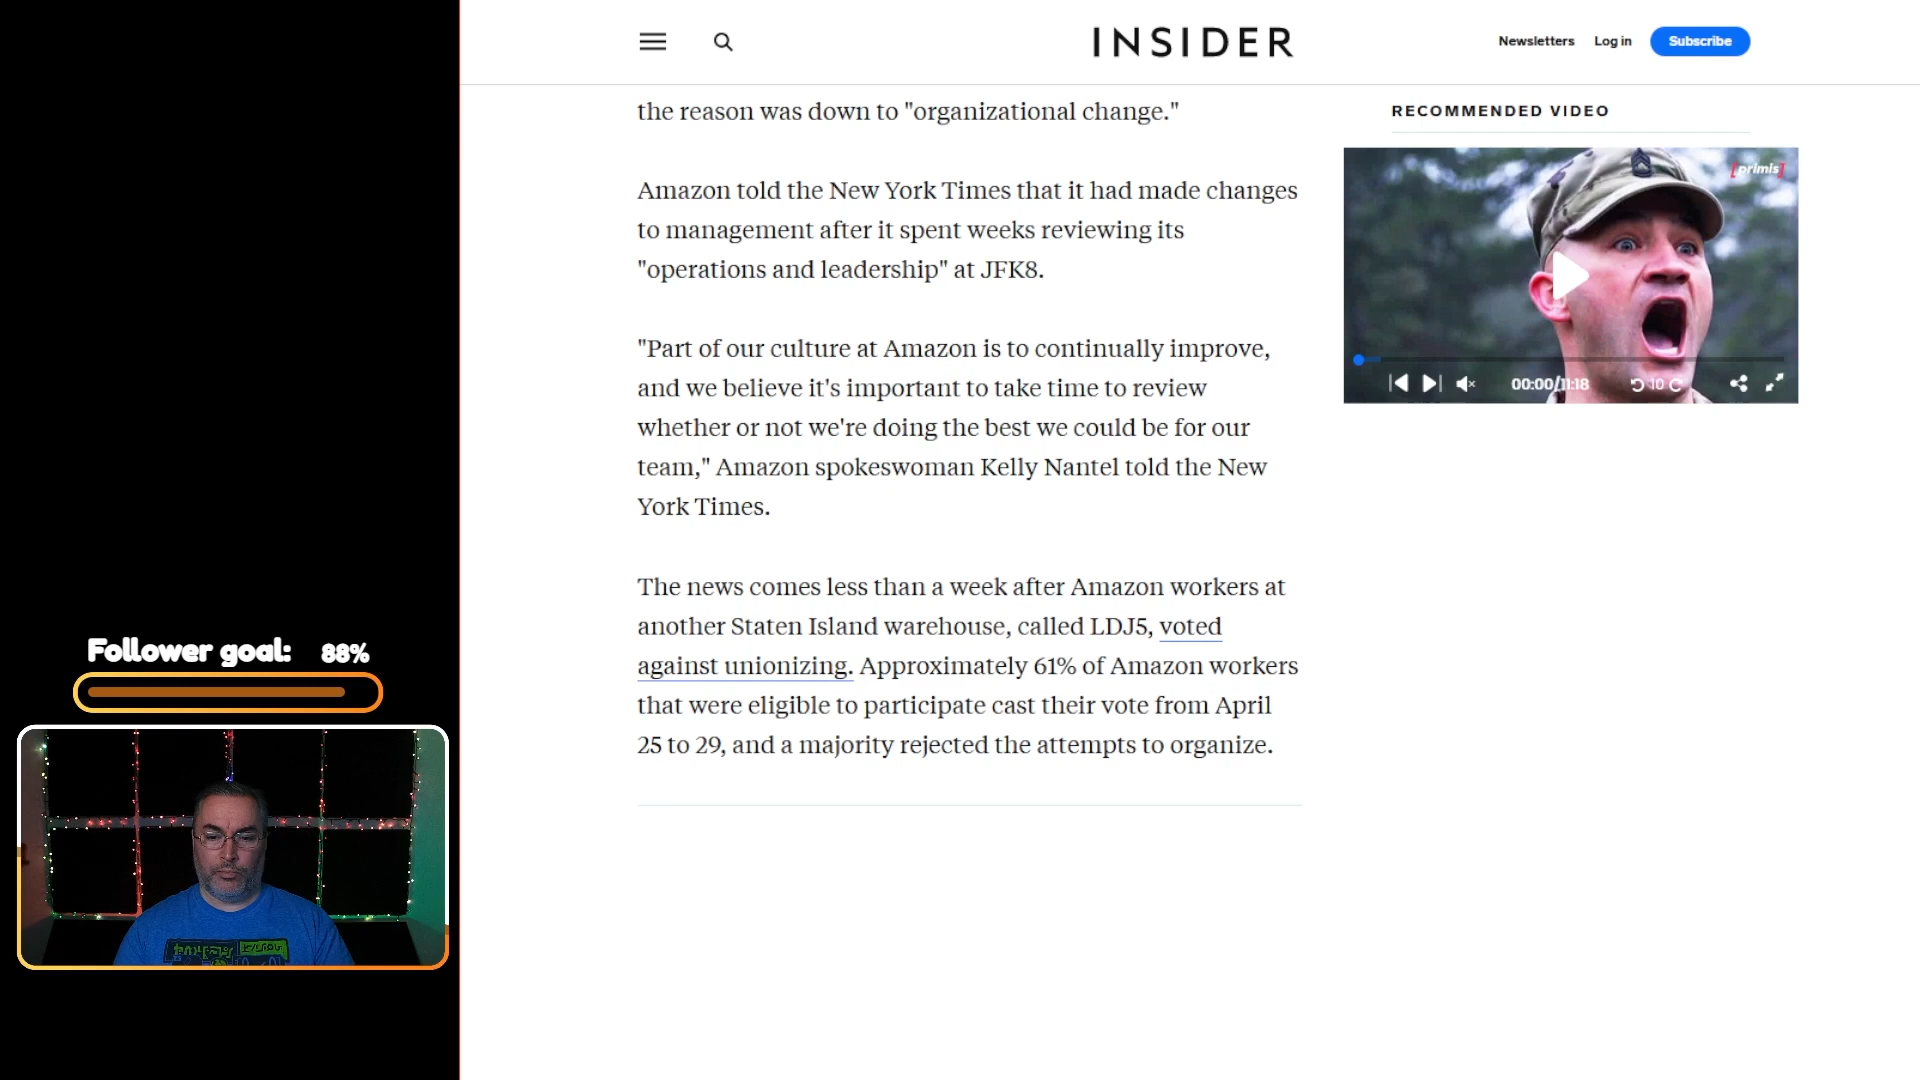 INSIDER
Newsletters
Log in
Subscribe
the reason was down to "organizational change."
Amazon told the New York Times that it had made changes
to management after it spent weeks reviewing its
"operations and leadership" at JFK8.
"Part of our culture at Amazon is to continually improve,
and we believe it's important to take time to review
whether or not we're doing the best we could be for our
team," Amazon spokeswoman Kelly Nantel told the New
York Times.
The news comes less than a week after Amazon workers at
another Staten Island warehouse, called LDJ5, voted
against unionizing. Approximately 61% of Amazon workers
that were eligible to participate cast their vote from April
25 to 29, and a majority rejected the attempts to organize.
RECOMMENDED VIDEO
[primis]
00:00/11:18
10
Follower goal: 88%